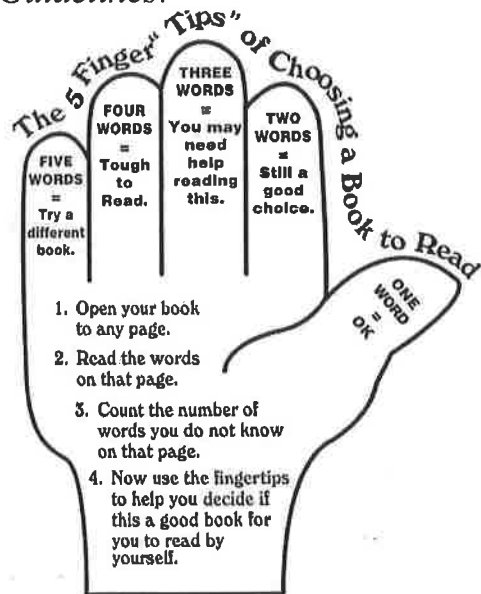 Guidelines:
The 5 Finger "Tips" of Choosing a Book to Read
FIVE
WORDS
=
Try a
different
book.
FOUR
WORDS
=
Tough
to
Read.
THREE
WORDS
=
You may
need
help
reading
this.
TWO
WORDS
=
Still a
good
choice.
ONE
WORD
=
OK
1. Open your book
to any page.
2. Read the words
on that page.
3. Count the number of
words you do not know
on that page.
4. Now use the fingertips
to help you decide if
this a good book for
you to read by
yourself.